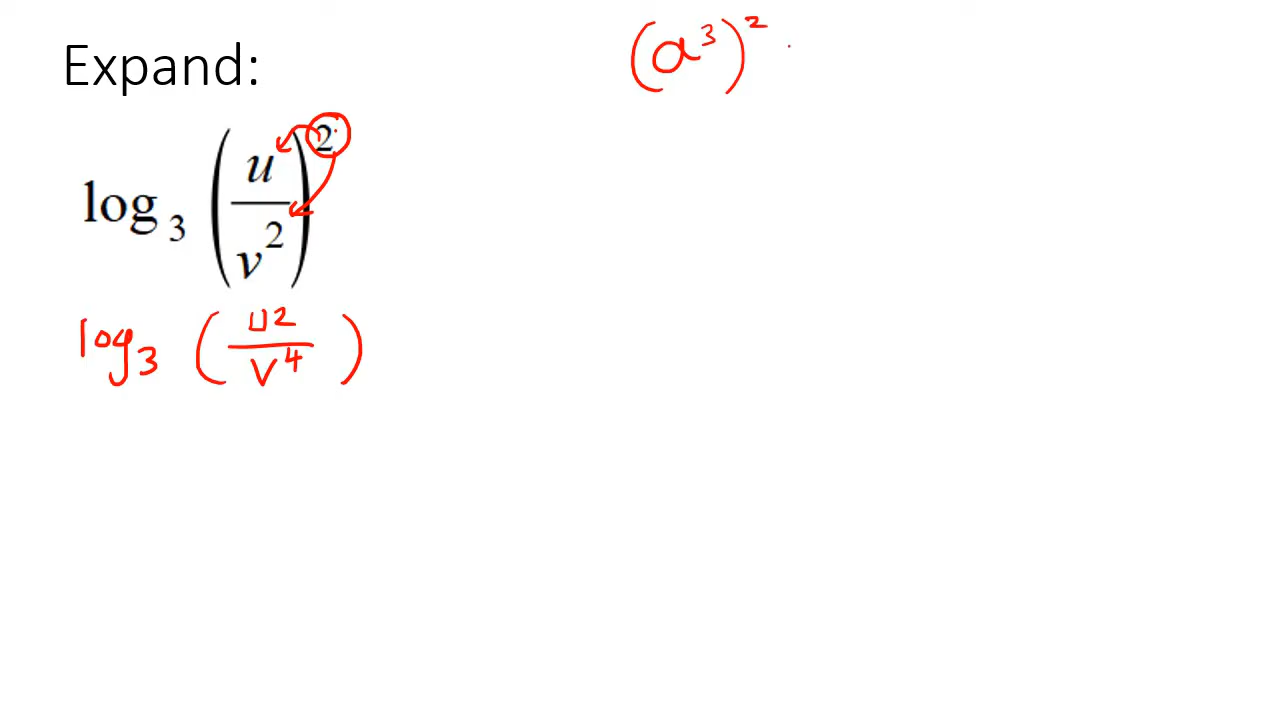 Expand:
(a³)²
log₃ (u/v²)²
log₃ (u²/v⁴)